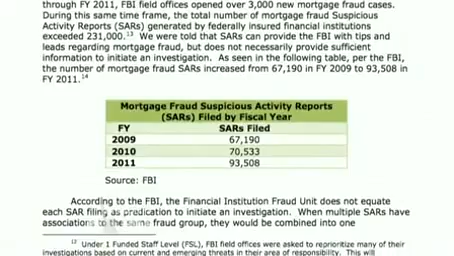 through FY 2011, FBI field offices opened over 3,000 new mortgage fraud cases.
During this same time frame, the total number of mortgage fraud Suspicious
Activity Reports (SARs) generated by federally insured financial institutions
exceeded 231,000.13 We were told that SARs can provide the FBI with tips and
leads regarding mortgage fraud, but does not necessarily provide sufficient
information to initiate an investigation. As seen in the following table, per the FBI,
the number of mortgage fraud SARs increased from 67,190 in FY 2009 to 93,508 in
FY 2011.14
Mortgage Fraud Suspicious Activity Reports
(SARs) Filed by Fiscal Year
FY SARs Filed
2009 67,190
2010 70,533
2011 93,508
Source: FBI
According to the FBI, the Financial Institution Fraud Unit does not equate
each SAR filing as predication to initiate an investigation. When multiple SARs have
associations to the same fraud group, they would be combined into one
12 Under 1 Funded Staff Level (FSL), FBI field offices were asked to reprioritize many of their
investigations based on current and emerging threats in their area of responsibility. This will